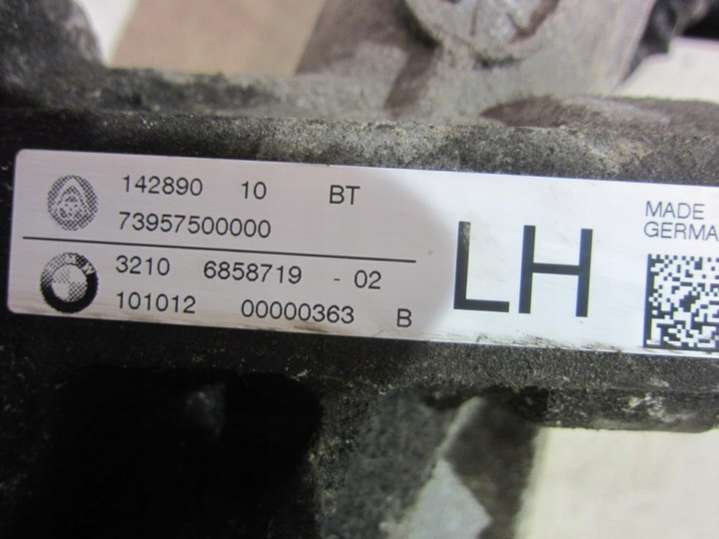 142890 10 BT
73957500000
3210 6858719 - 02
101012 00000363 B
LH
MADE
GERMA